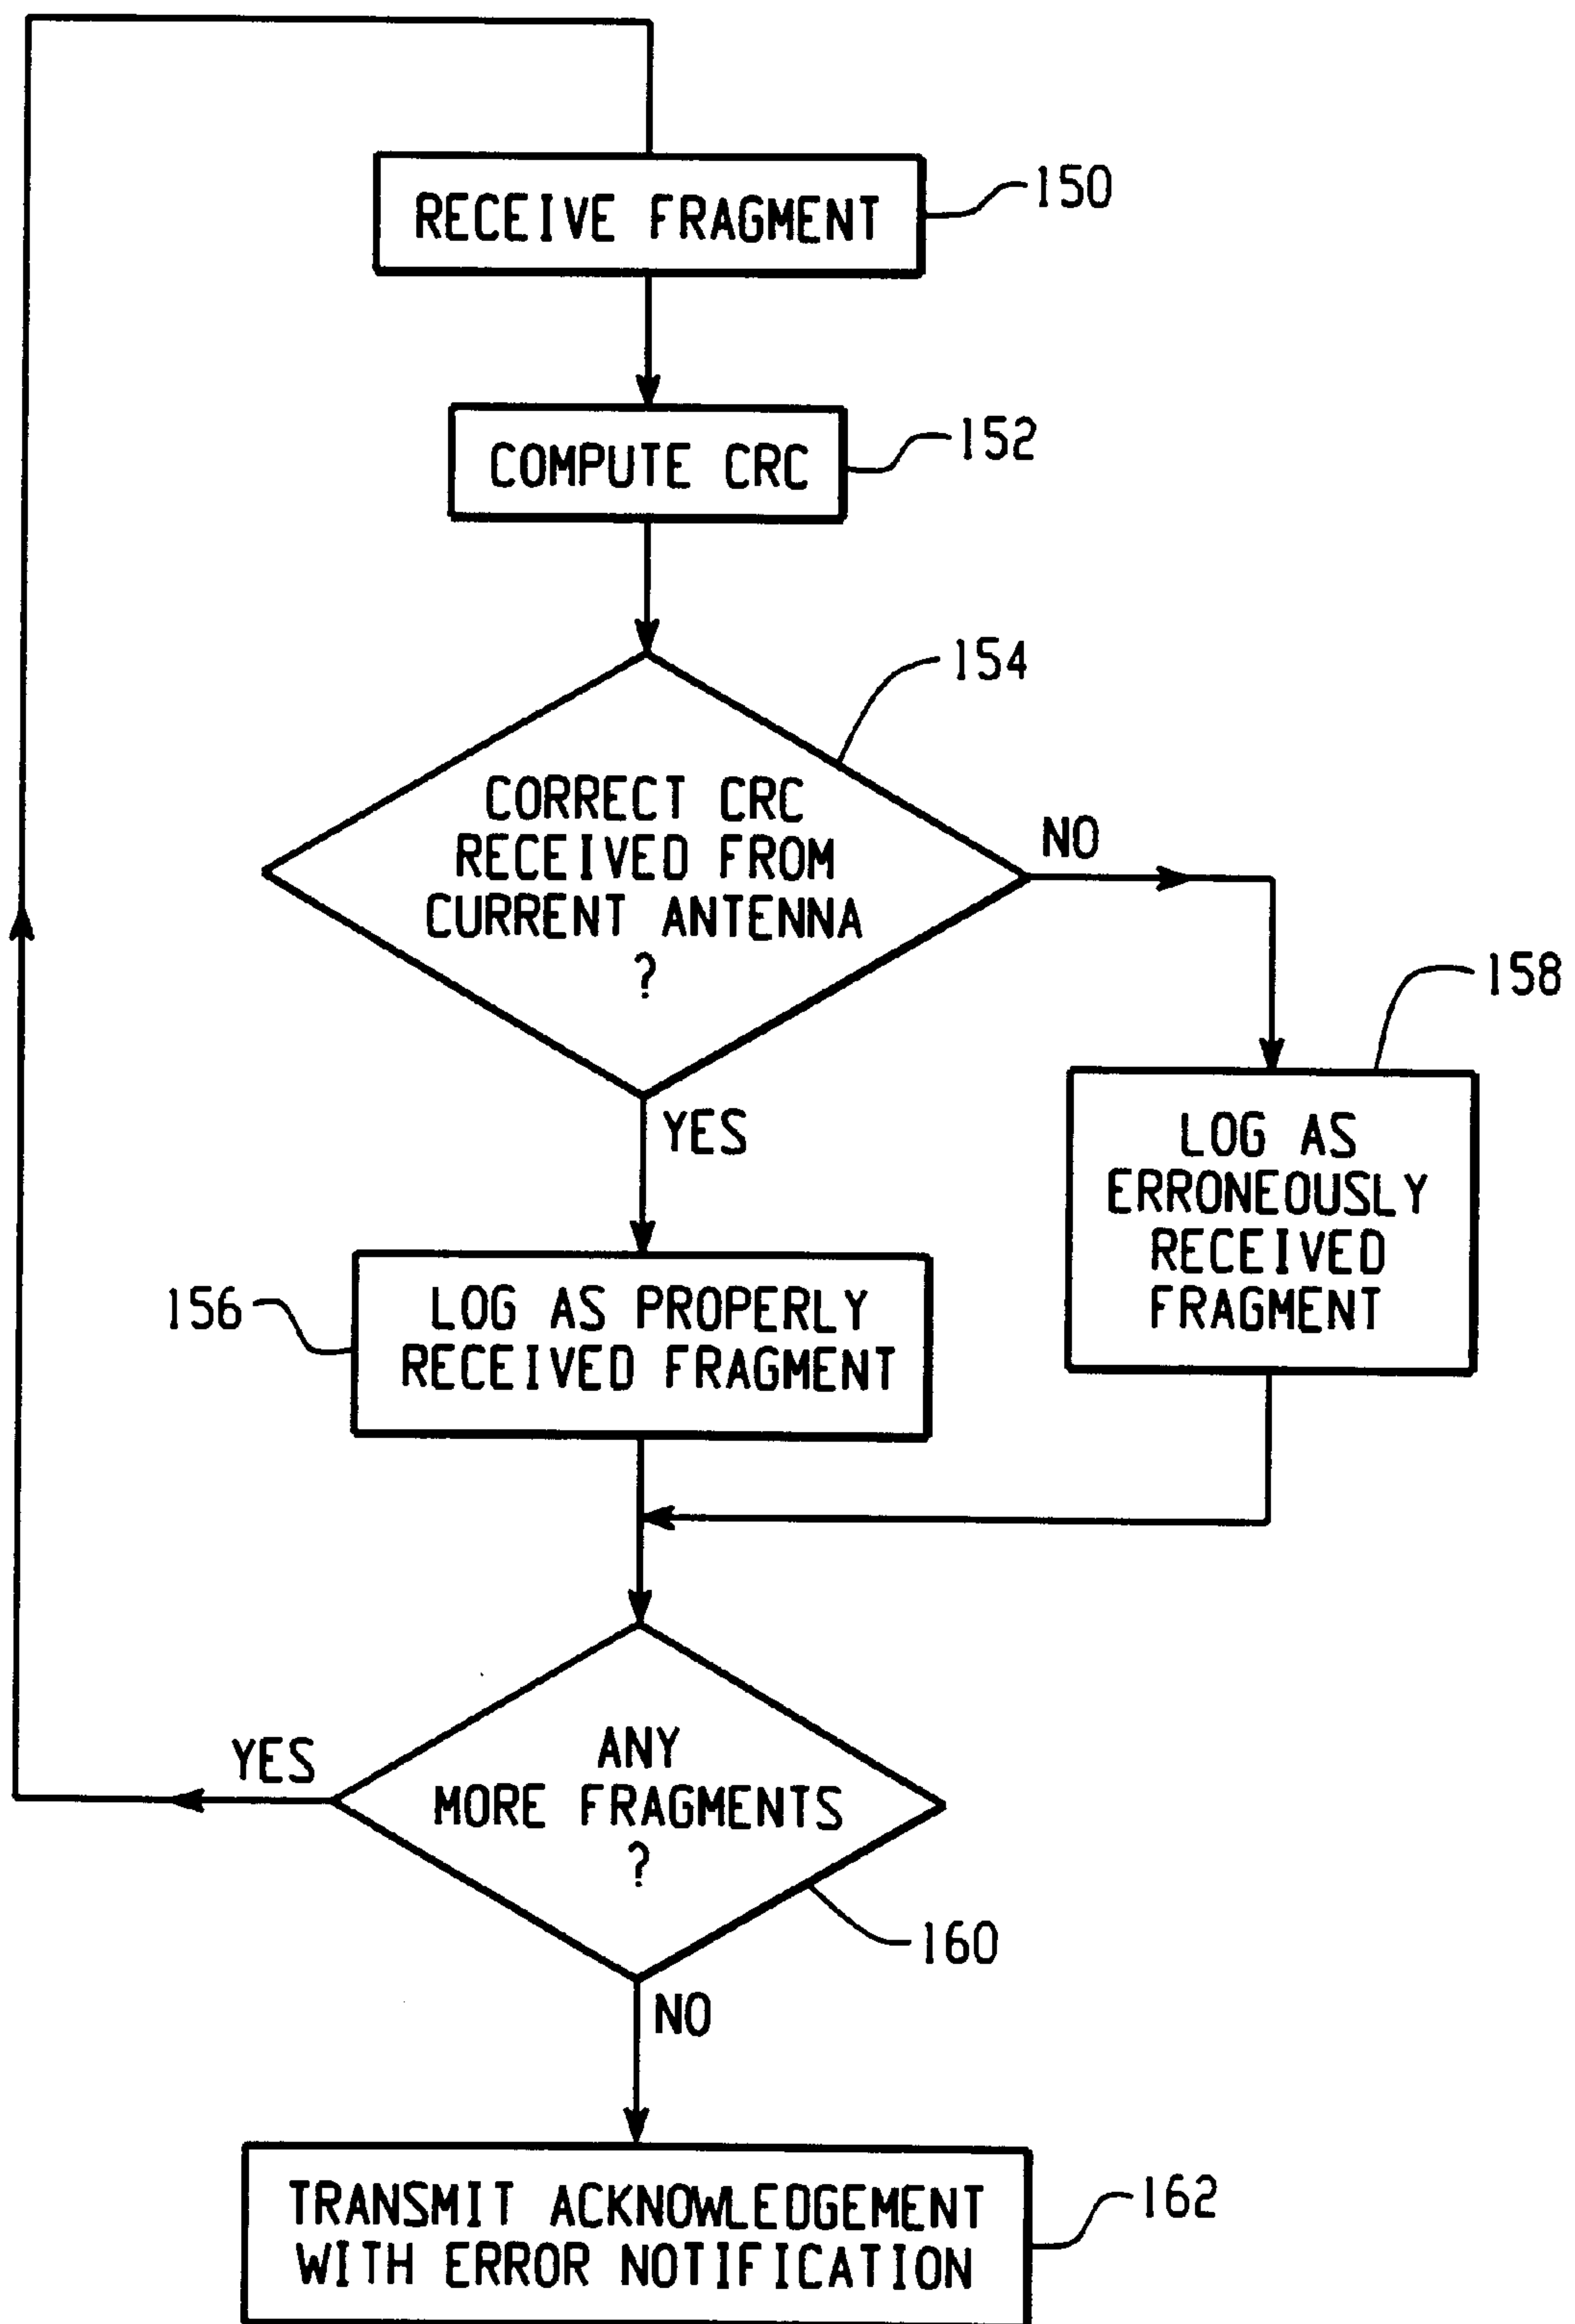 RECEIVE FRAGMENT
150
COMPUTE CRC
152
154
CORRECT CRC
RECEIVED FROM
CURRENT ANTENNA
?
NO
158
YES
LOG AS
ERRONEOUSLY
RECEIVED
FRAGMENT
156
LOG AS PROPERLY
RECEIVED FRAGMENT
YES
ANY
MORE FRAGMENTS
?
160
NO
TRANSMIT ACKNOWLEDGEMENT
WITH ERROR NOTIFICATION
162